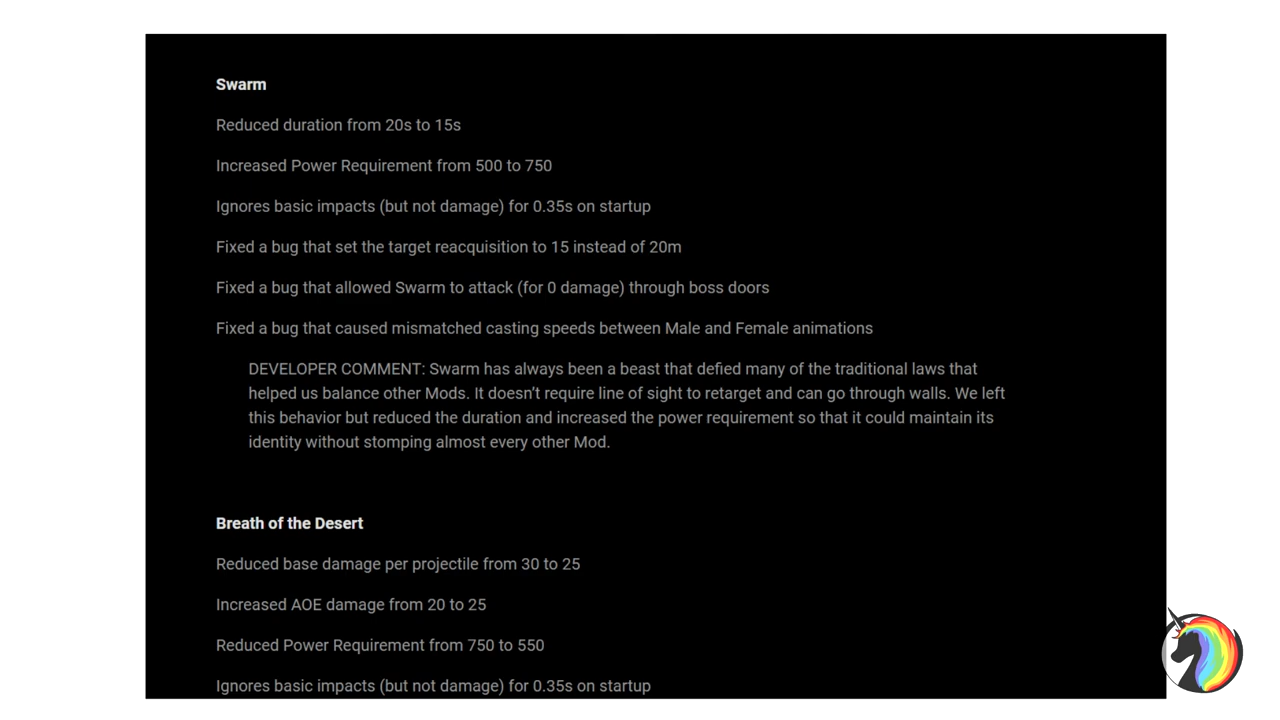 Swarm
Reduced duration from 20s to 15s
Increased Power Requirement from 500 to 750
Ignores basic impacts (but not damage) for 0.35s on startup
Fixed a bug that set the target reacquisition to 15 instead of 20m
Fixed a bug that allowed Swarm to attack (for 0 damage) through boss doors
Fixed a bug that caused mismatched casting speeds between Male and Female animations
DEVELOPER COMMENT: Swarm has always been a beast that defied many of the traditional laws that
helped us balance other Mods. It doesn’t require line of sight to retarget and can go through walls. We left
this behavior but reduced the duration and increased the power requirement so that it could maintain its
identity without stomping almost every other Mod.
Breath of the Desert
Reduced base damage per projectile from 30 to 25
Increased AOE damage from 20 to 25
Reduced Power Requirement from 750 to 550
Ignores basic impacts (but not damage) for 0.35s on startup